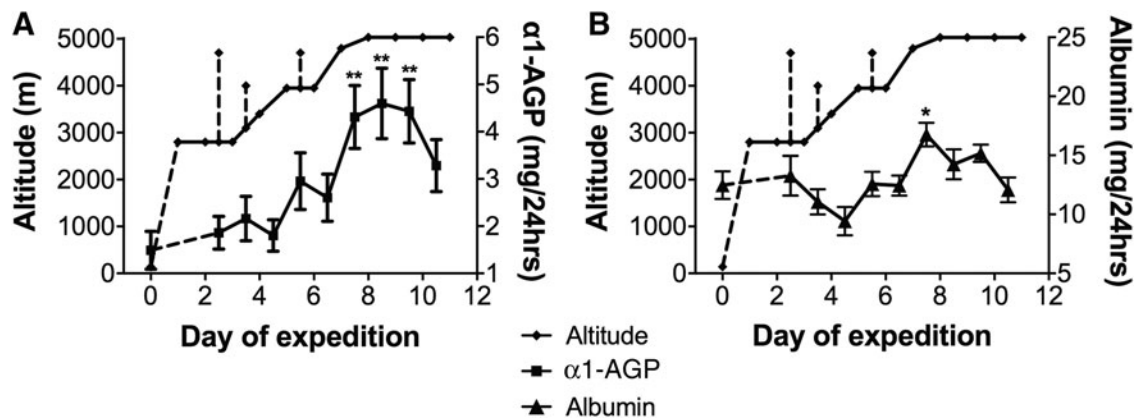 A
Altitude (m)
5000
4000
3000
2000
1000
0
0 2 4 6 8 10 12
Day of expedition
** ** **
6
5
4
3
2
1
α1-AGP (mg/24hrs)
B
Altitude (m)
5000
4000
3000
2000
1000
0
0 2 4 6 8 10 12
Day of expedition
*
25
20
15
10
5
Albumin (mg/24hrs)
Altitude
α1-AGP
Albumin